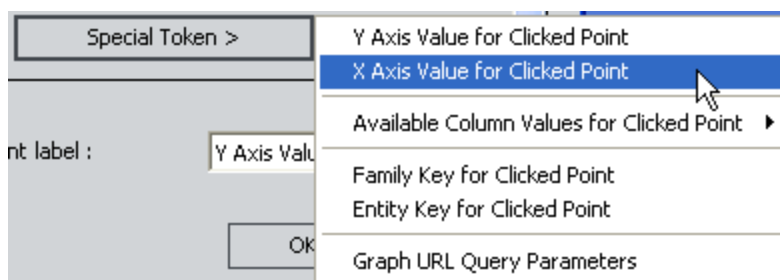 Special Token >
Y Axis Value for Clicked Point
X Axis Value for Clicked Point
Available Column Values for Clicked Point
nt label :
Y Axis Valu
Family Key for Clicked Point
Entity Key for Clicked Point
OK
Graph URL Query Parameters